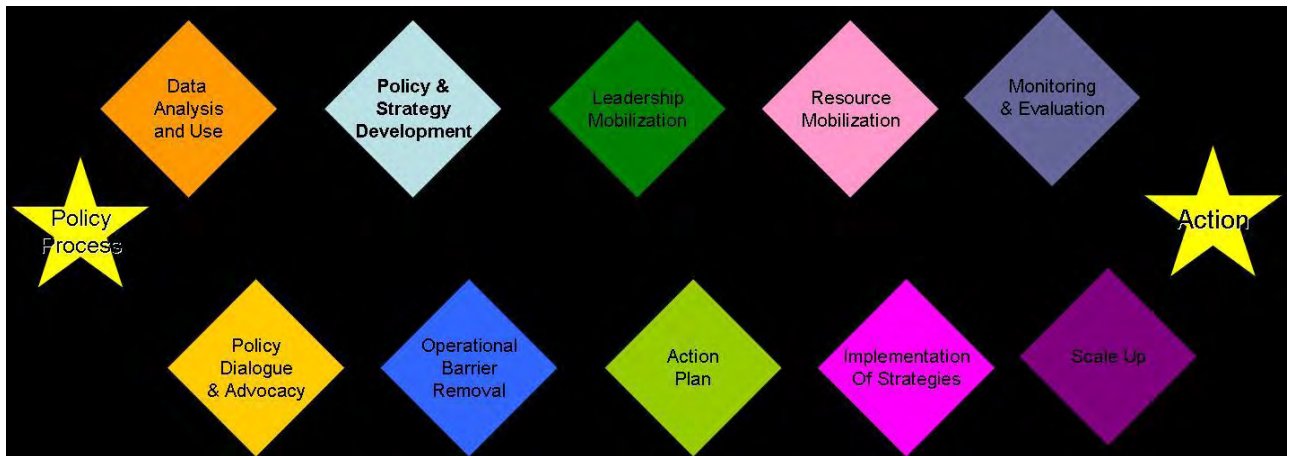 Data
Analysis
and Use
Policy &
Strategy
Development
Leadership
Mobilization
Resource
Mobilization
Monitoring
& Evaluation
Policy
Process
Action
Policy
Dialogue
& Advocacy
Operational
Barrier
Removal
Action
Plan
Implementation
Of Strategies
Scale Up